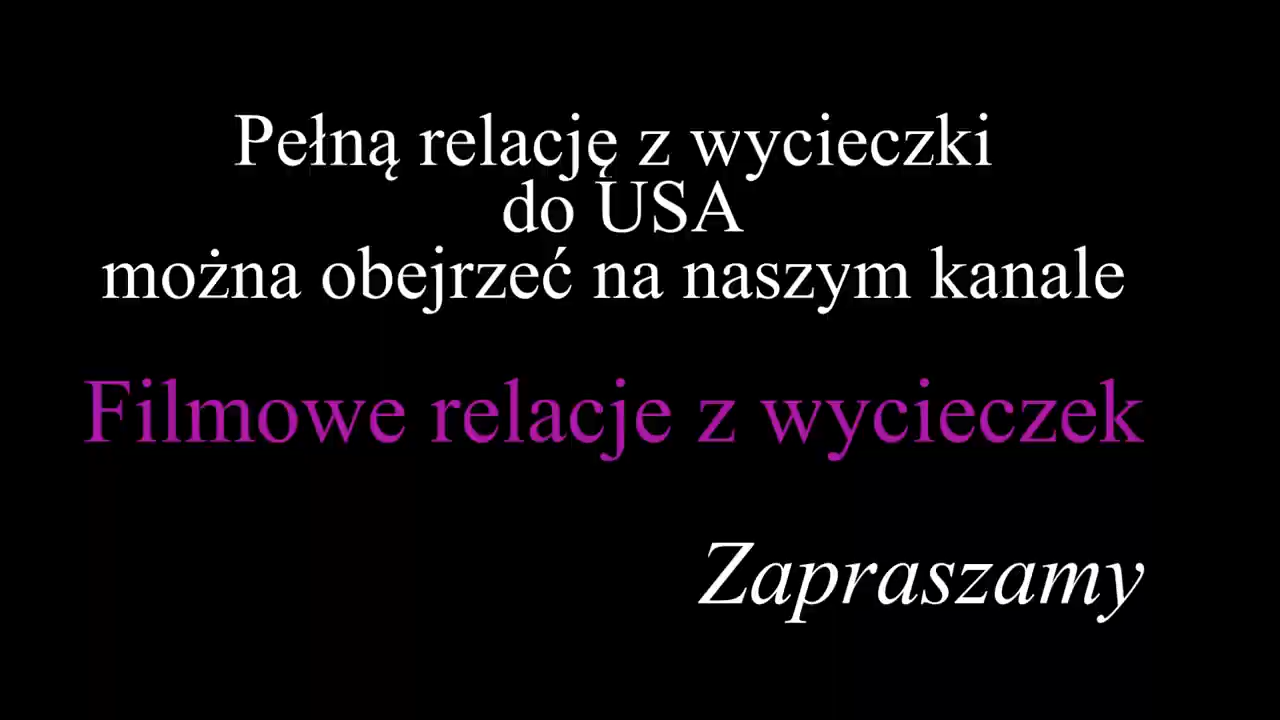 Pełną relację z wycieczki
do USA
można obejrzeć na naszym kanale
Filmowe relacje z wycieczek
Zapraszamy